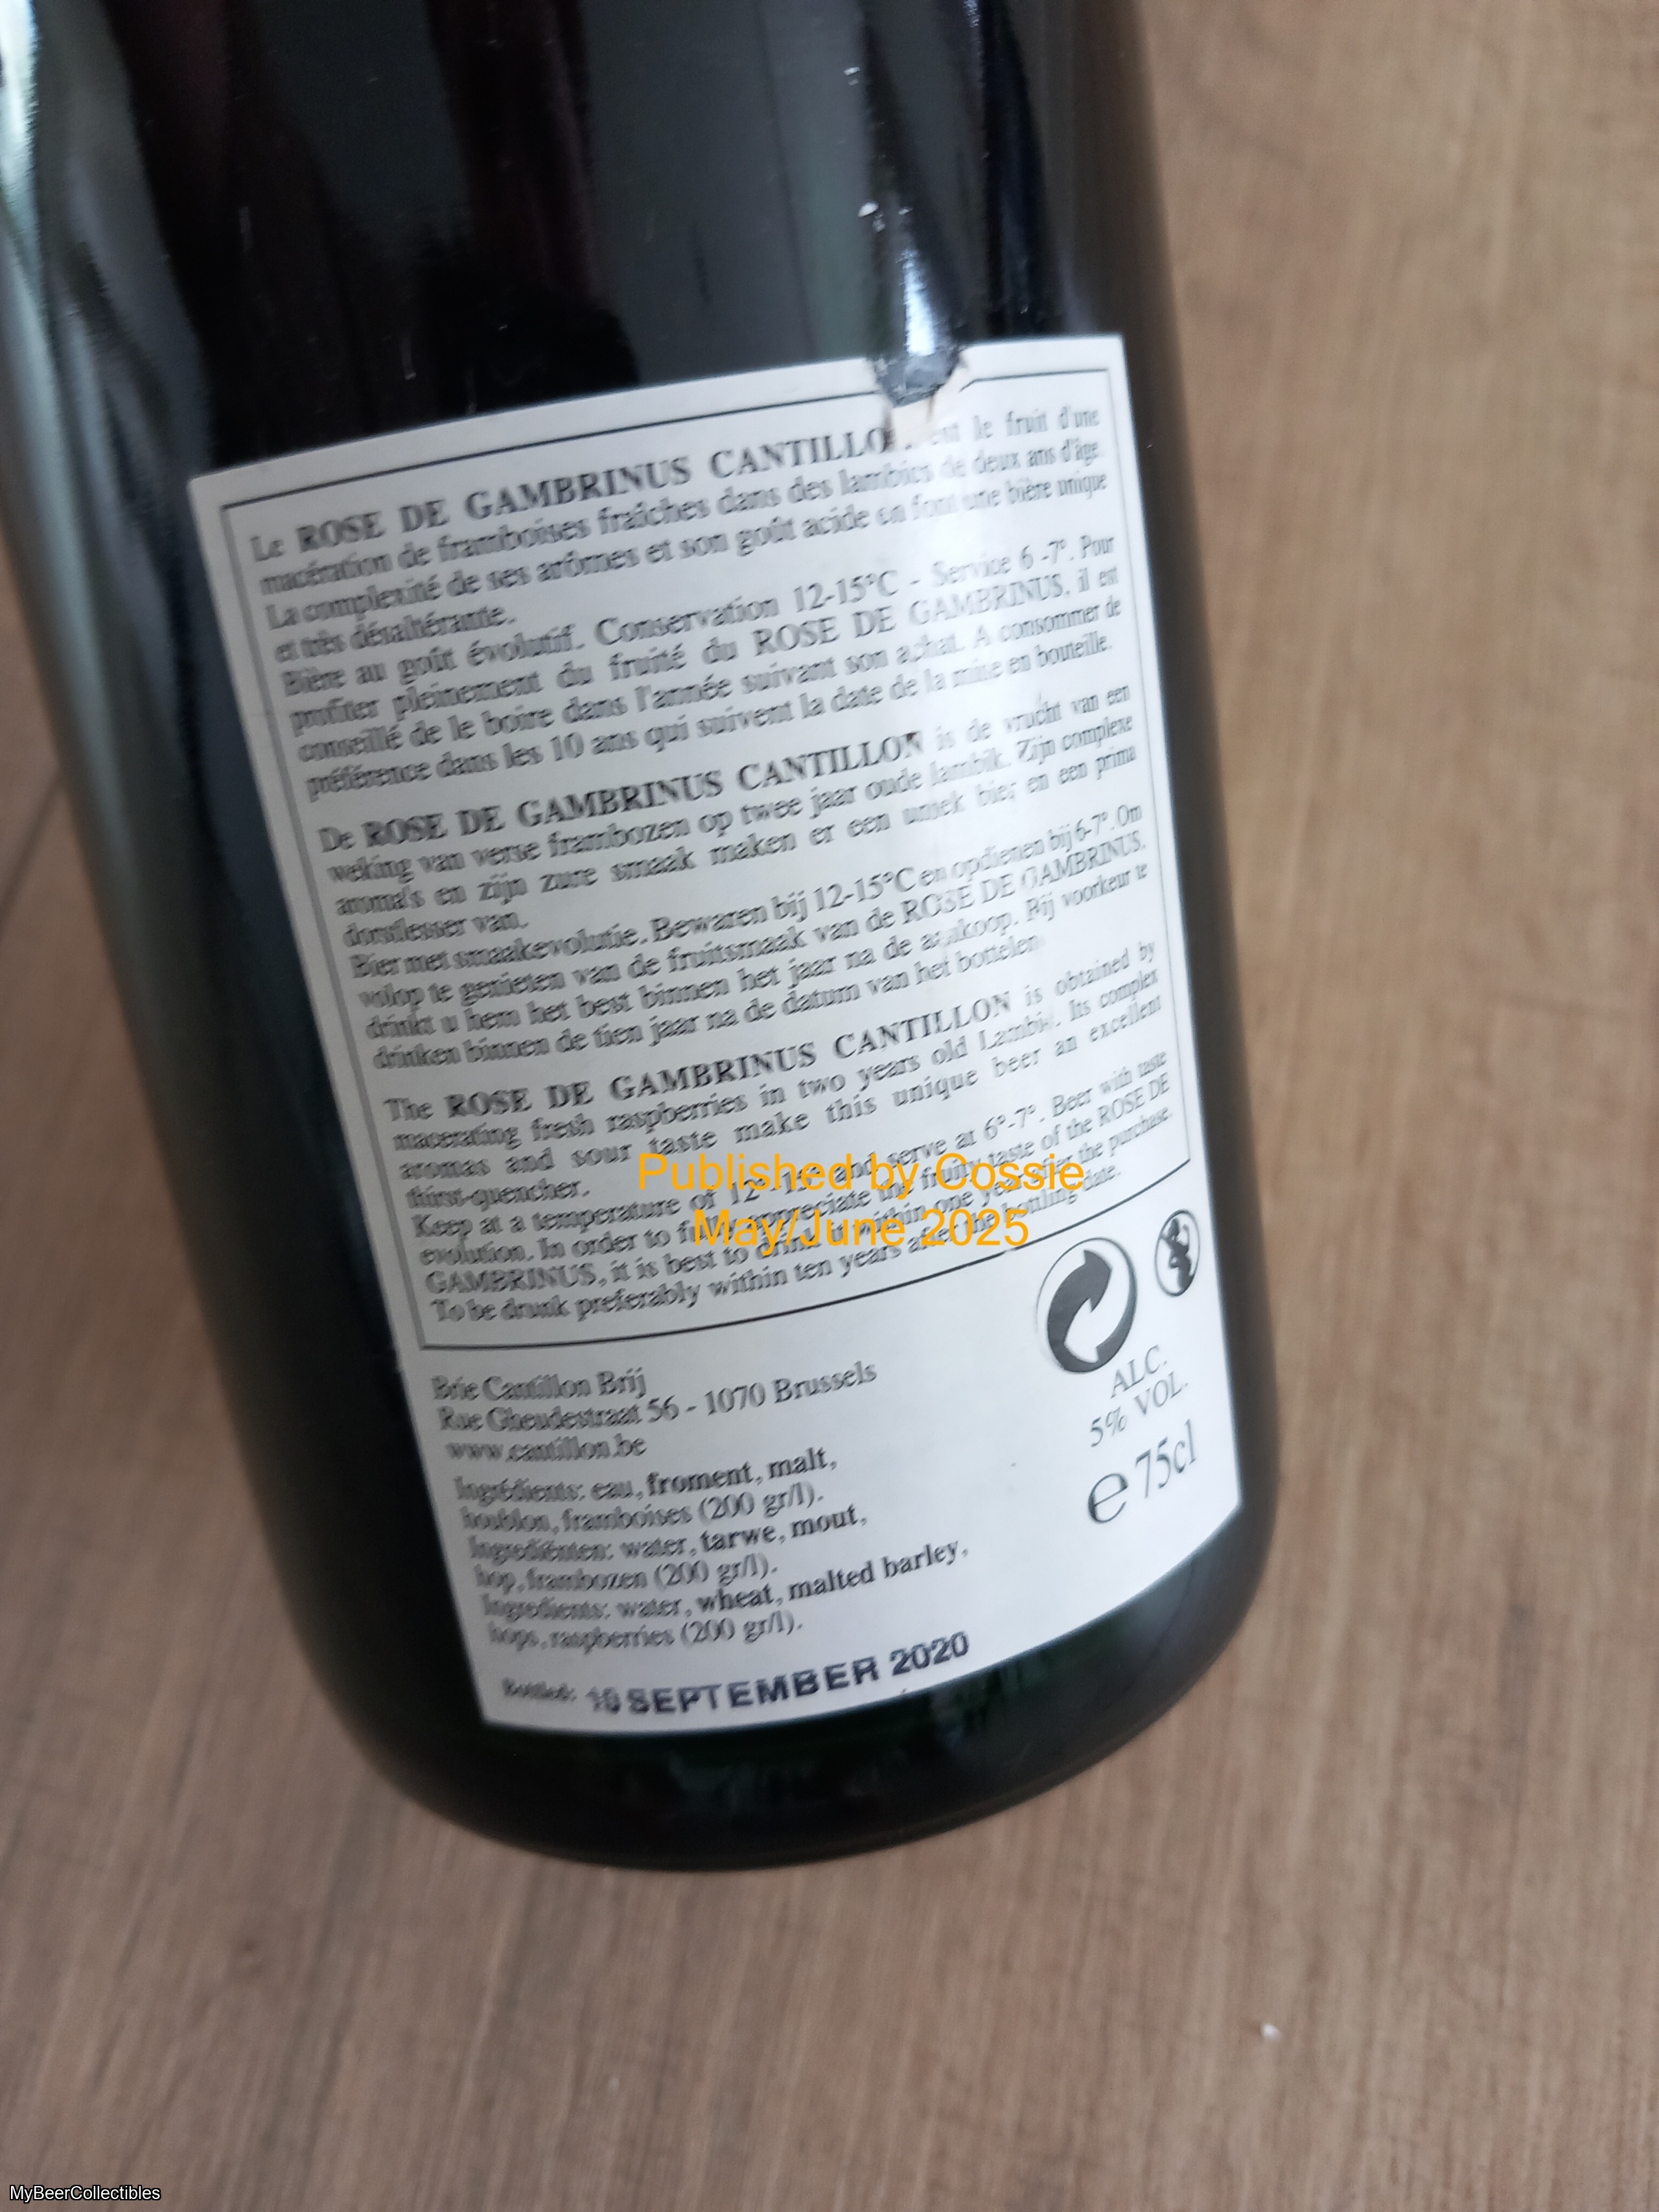 Le ROSE DE GAMBRINUS CANTILLO est le fruit d'une
macération de framboises fraîches dans des lambics de deux ans d'âge.
La complexité de ses arômes et son goût acide en font une bière unique
et très désaltérante.
Bière au goût évolutif. Conservation 12-15°C - Service 6 -7°. Pour
profiter pleinement du fruité du ROSE DE GAMBRINUS, il est
conseillé de le boire dans l'année suivant son achat. A consommer de
préférence dans les 10 ans qui suivent la date de la mise en bouteille.
De ROSE DE GAMBRINUS CANTILLON is de vrucht van een
weking van verse frambozen op twee jaar oude lambik. Zijn complexe
aroma's en zijn zure smaak maken er een uniek bier en een prima
dorstlesser van.
Bier met smaakevolutie. Bewaren bij 12-15°C en opdienen bij 6-7°. Om
volop te genieten van de fruitsmaak van de ROSE DE GAMBRINUS,
drinkt u hem het best binnen het jaar na de aankoop. Bij voorkeur te
drinken binnen de tien jaar na de datum van het bottelen
The ROSE DE GAMBRINUS CANTILLON is obtained by
macerating fresh raspberries in two years old Lambic. Its complex
aromas and sour taste make this unique beer an excellent
thirst-quencher.
Keep at a temperature of and serve at 6°-7°. Beer with taste
evolution. In order to fully appreciate the fruity taste of the ROSE DE
GAMBRINUS, it is best to drink it within one year after the purchase.
To be drunk preferably within ten years after the bottling date.
Published by Cossie
May/June 2025
Brie Cantillon Brij
Rue Gheudestraat 56 - 1070 Brussels
www.cantillon.be
Ingrédients: eau, froment, malt,
houblon, framboises (200 gr/l).
Ingrediënten: water, tarwe, mout,
hop, frambozen (200 gr/l).
Ingredients: water, wheat, malted barley,
hops, raspberries (200 gr/l).
ALC.
5% VOL.
e 75cl
Bottled: SEPTEMBER 2020
MyBeerCollectibles